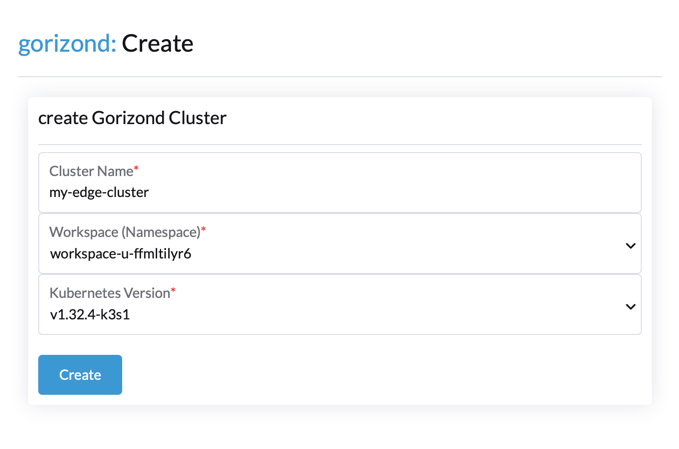 gorizond: Create
create Gorizond Cluster
Cluster Name*
my-edge-cluster
Workspace (Namespace)*
workspace-u-ffmltilyr6
Kubernetes Version*
v1.32.4-k3s1
Create